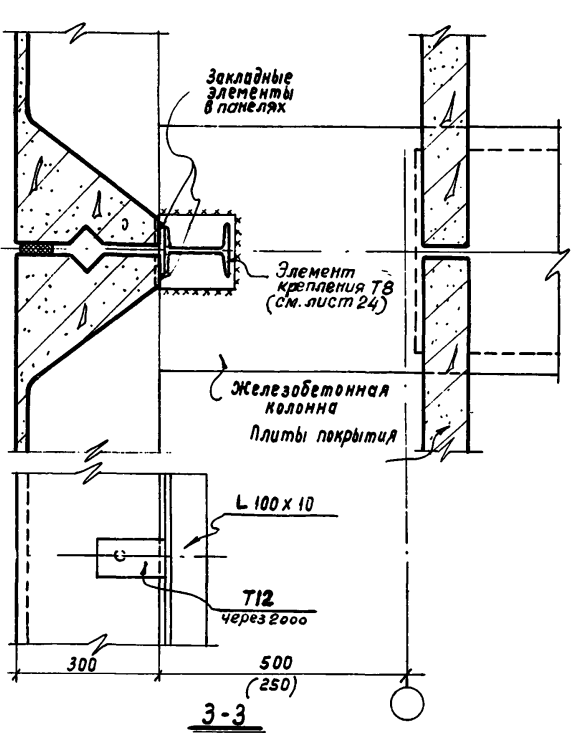 Закладные
элементы
в панелях
Элемент
крепления Т8
(см. лист 24)
Железобетонная
колонна
Плиты покрытия
L 100 x 10
Т12
через 2000
300
500
(250)
3-3